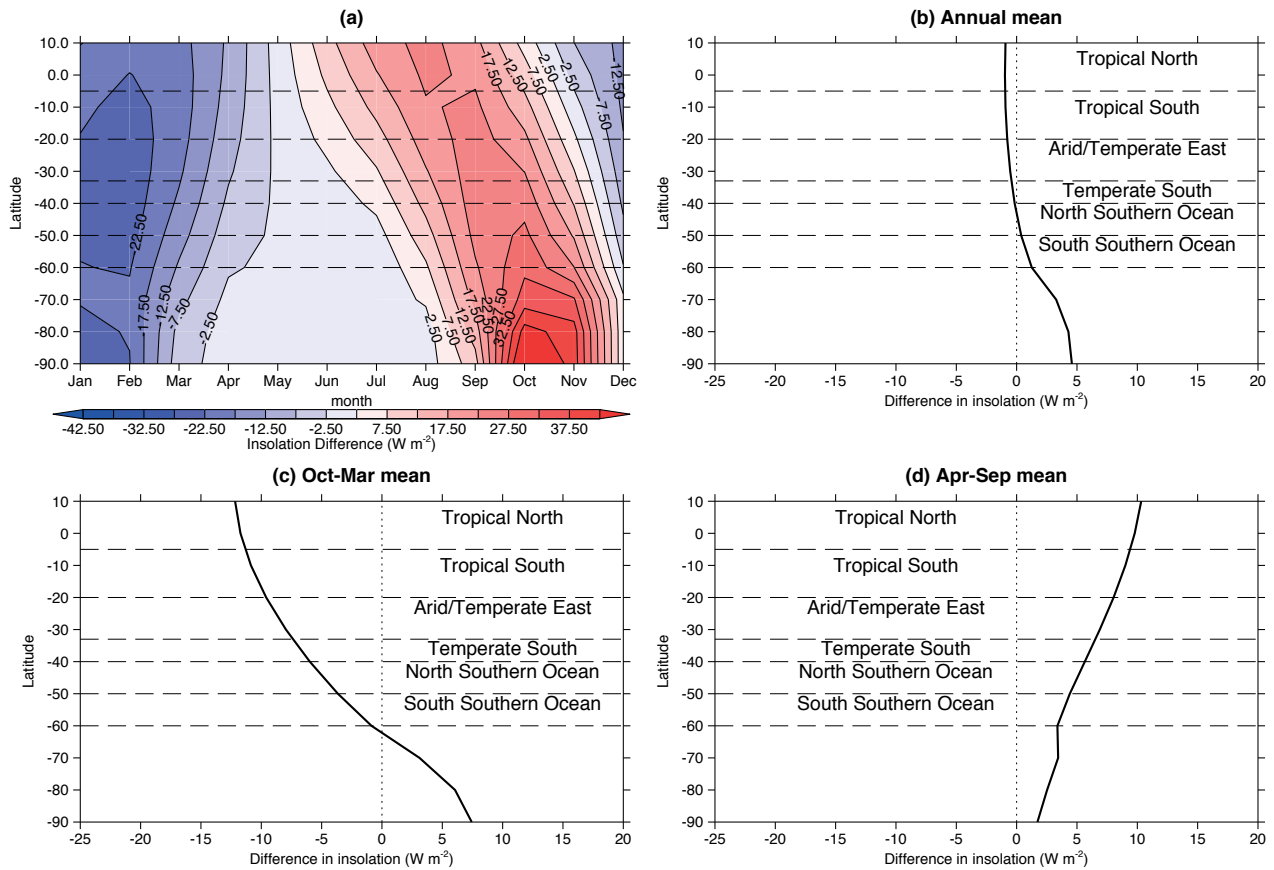 (a)
10.0
0.0
-10.0
-20.0
-30.0
-40.0
-50.0
-60.0
-70.0
-80.0
-90.0
Latitude
-22.50
-17.50
-12.50
-7.50
-2.50
2.50
7.50
12.50
17.50
22.50
27.50
32.50
17.50
12.50
7.50
2.50
-2.50
-7.50
-12.50
Jan Feb Mar Apr May Jun Jul Aug Sep Oct Nov Dec
month
-42.50 -32.50 -22.50 -12.50 -2.50 7.50 17.50 27.50 37.50
Insolation Difference (W m-2)
(b) Annual mean
10
0
-10
-20
-30
-40
-50
-60
-70
-80
-90
Latitude
Tropical North
Tropical South
Arid/Temperate East
Temperate South
North Southern Ocean
South Southern Ocean
-25 -20 -15 -10 -5 0 5 10 15 20
Difference in insolation (W m-2)
(c) Oct-Mar mean
10
0
-10
-20
-30
-40
-50
-60
-70
-80
-90
Latitude
Tropical North
Tropical South
Arid/Temperate East
Temperate South
North Southern Ocean
South Southern Ocean
-25 -20 -15 -10 -5 0 5 10 15 20
Difference in insolation (W m-2)
(d) Apr-Sep mean
10
0
-10
-20
-30
-40
-50
-60
-70
-80
-90
Latitude
Tropical North
Tropical South
Arid/Temperate East
Temperate South
North Southern Ocean
South Southern Ocean
-25 -20 -15 -10 -5 0 5 10 15 20
Difference in insolation (W m-2)